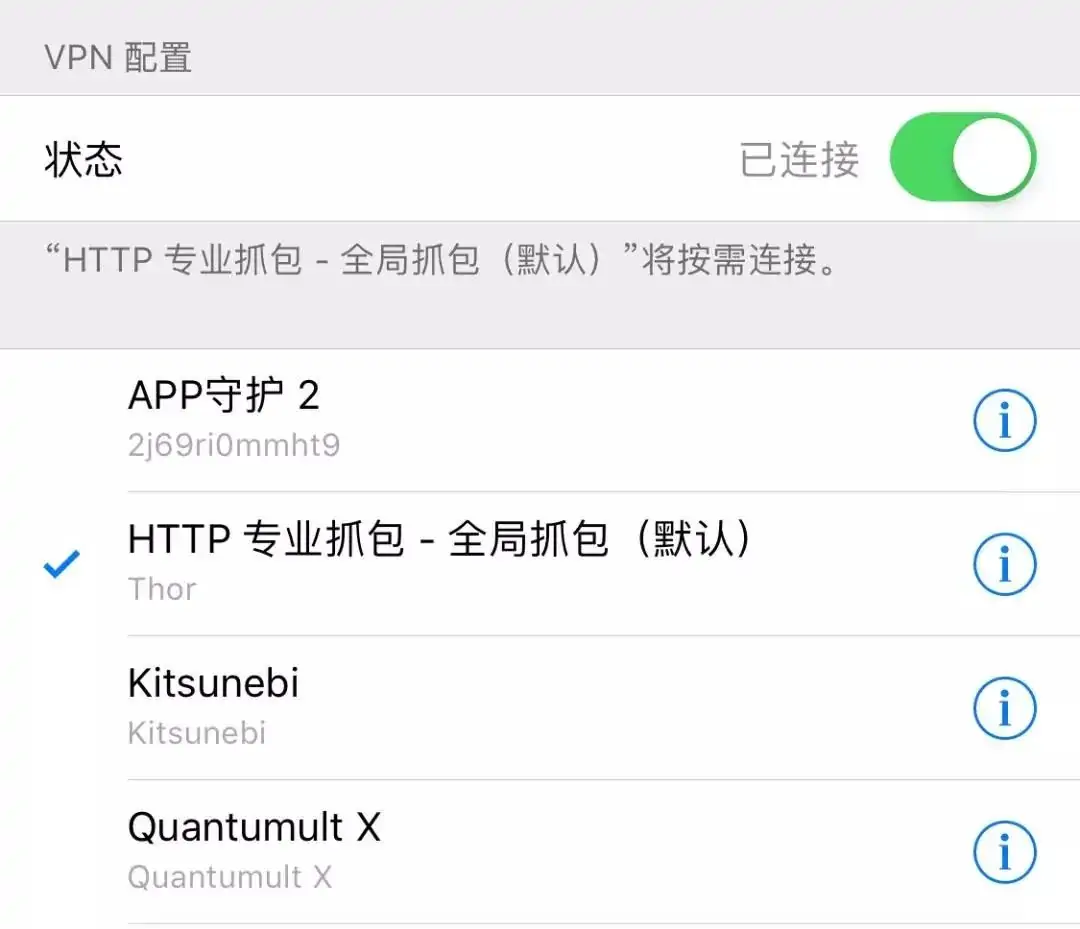 VPN 配置
状态 已连接
“HTTP 专业抓包 - 全局抓包（默认）”将按需连接。
APP守护 2
2j69ri0mmht9
HTTP 专业抓包 - 全局抓包（默认）
Thor
Kitsunebi
Kitsunebi
Quantumult X
Quantumult X